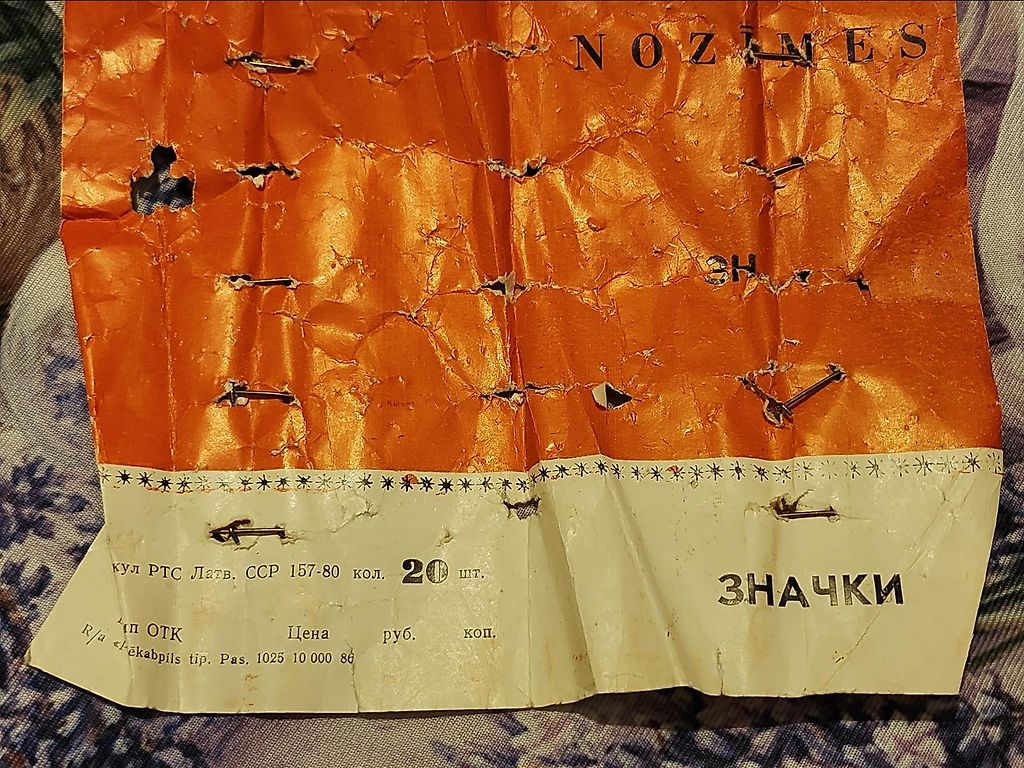 NOZĪMES
ЗН
кул РТС Латв. ССР 157-80 кол. 20 шт.
ЗНАЧКИ
ОТК Цена руб. коп.
R/a «Jēkabpils tip. Pas. 1025 10 000 86